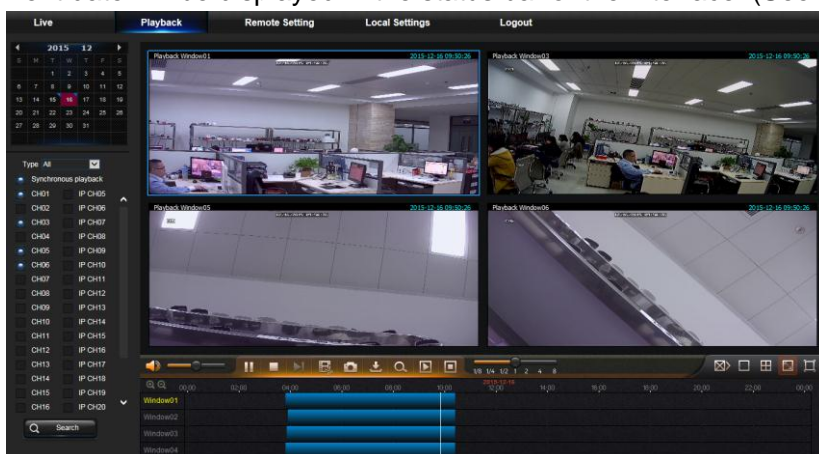 Live Playback Remote Setting Local Settings Logout
2015 12
S M T W T F S
1 2 3 4 5
6 7 8 9 10 11 12
13 14 15 16 17 18 19
20 21 22 23 24 25 26
27 28 29 30 31
Type All
Synchronous playback
CH01 IP CH05
CH02 IP CH06
CH03 IP CH07
CH04 IP CH08
CH05 IP CH09
CH06 IP CH10
CH07 IP CH11
CH08 IP CH12
CH09 IP CH13
CH10 IP CH14
CH11 IP CH15
CH12 IP CH16
CH13 IP CH17
CH14 IP CH18
CH15 IP CH19
CH16 IP CH20
Search
Playback Window01 2015-12-16 09:50:26
Playback Window03 2015-12-16 09:50:26
Playback Window05 2015-12-16 09:50:26
Playback Window06 2015-12-16 09:50:26
1/8 1/4 1/2 1 2 4 8
2015-12-16
00:00 02:00 04:00 06:00 08:00 10:00 12:00 14:00 16:00 18:00 20:00 22:00 00:00
Window01
Window02
Window03
Window04